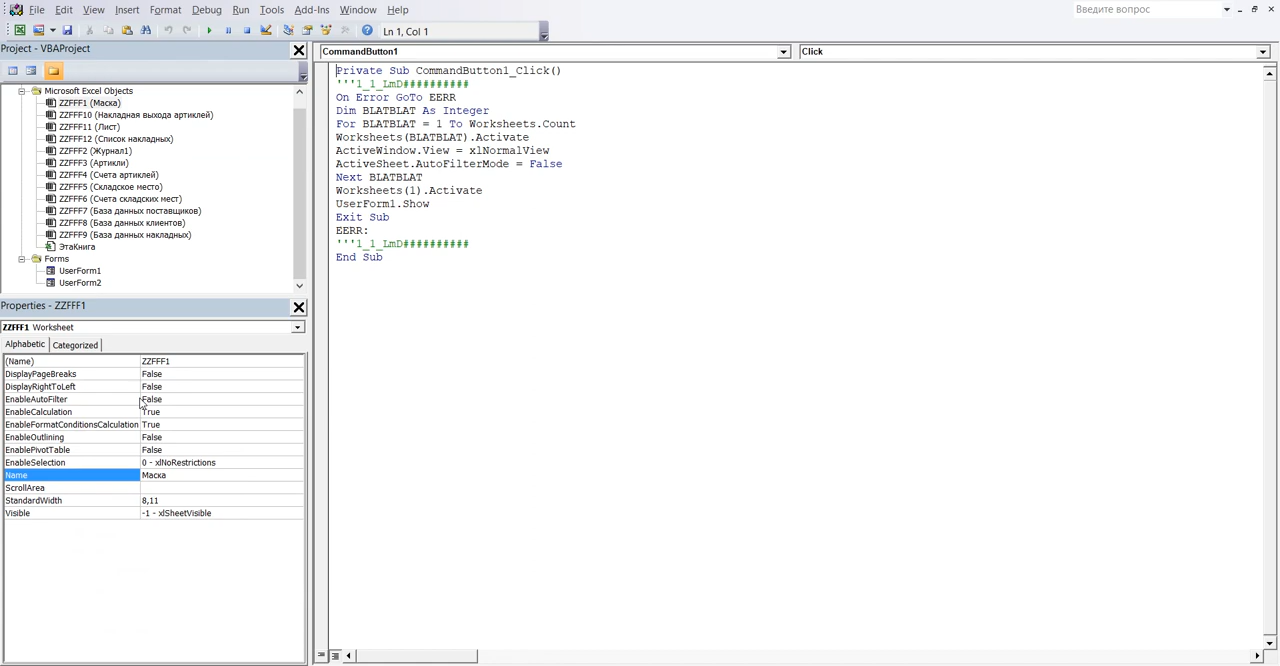 File Edit View Insert Format Debug Run Tools Add-Ins Window Help Введите вопрос
Ln 1, Col 1
Project - VBAProject
CommandButton1 Click
Microsoft Excel Objects
ZZFFF1 (Маска)
ZZFFF10 (Накладная выхода артиклей)
ZZFFF11 (Лист)
ZZFFF12 (Список накладных)
ZZFFF2 (Журнал1)
ZZFFF3 (Артикли)
ZZFFF4 (Счета артиклей)
ZZFFF5 (Складское место)
ZZFFF6 (Счета складских мест)
ZZFFF7 (База данных поставщиков)
ZZFFF8 (База данных клиентов)
ZZFFF9 (База данных накладных)
ЭтаКнига
Forms
UserForm1
UserForm2
Properties - ZZFFF1
ZZFFF1 Worksheet
Alphabetic Categorized
(Name) ZZFFF1
DisplayPageBreaks False
DisplayRightToLeft False
EnableAutoFilter False
EnableCalculation True
EnableFormatConditionsCalculation True
EnableOutlining False
EnablePivotTable False
EnableSelection 0 - xlNoRestrictions
Name Маска
ScrollArea
StandardWidth 8,11
Visible -1 - xlSheetVisible
Private Sub CommandButton1_Click()
'''1_1_LmD##########
On Error GoTo EERR
Dim BLATBLAT As Integer
For BLATBLAT = 1 To Worksheets.Count
Worksheets(BLATBLAT).Activate
ActiveWindow.View = xlNormalView
ActiveSheet.AutoFilterMode = False
Next BLATBLAT
Worksheets(1).Activate
UserForm1.Show
Exit Sub
EERR:
'''1_1_LmD##########
End Sub